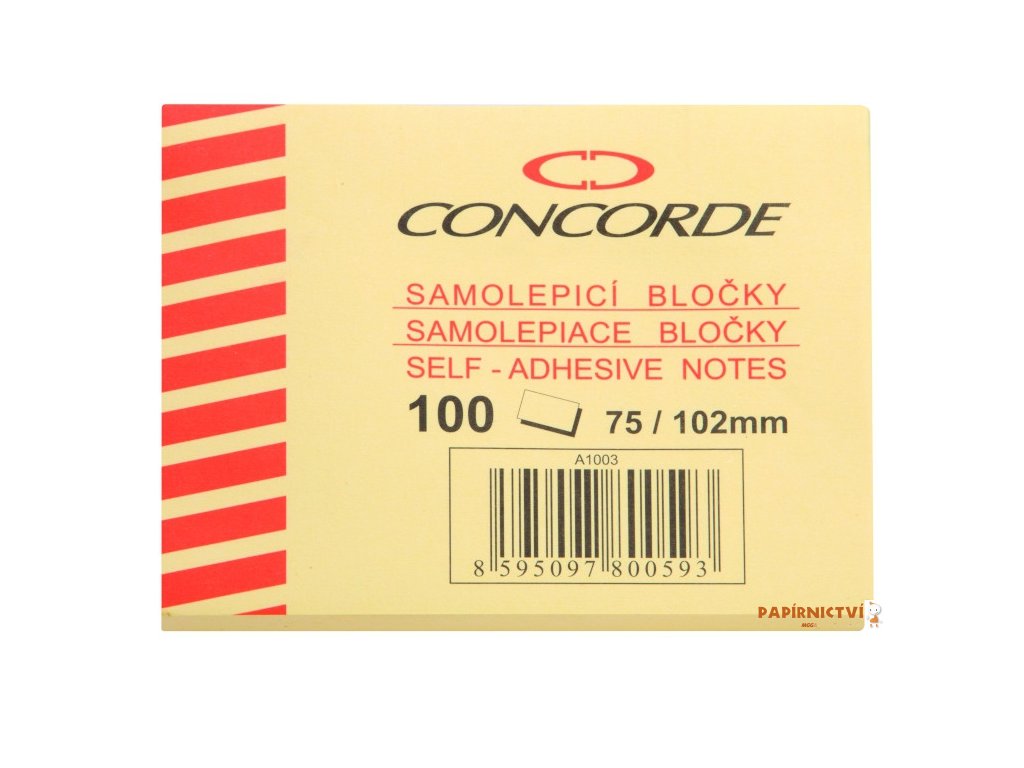 CONCORDE
SAMOLEPICÍ BLOČKY
SAMOLEPIACE BLOČKY
SELF - ADHESIVE NOTES
100 75 / 102mm
A1003
8 595097 800593
PAPÍRNICTVÍ